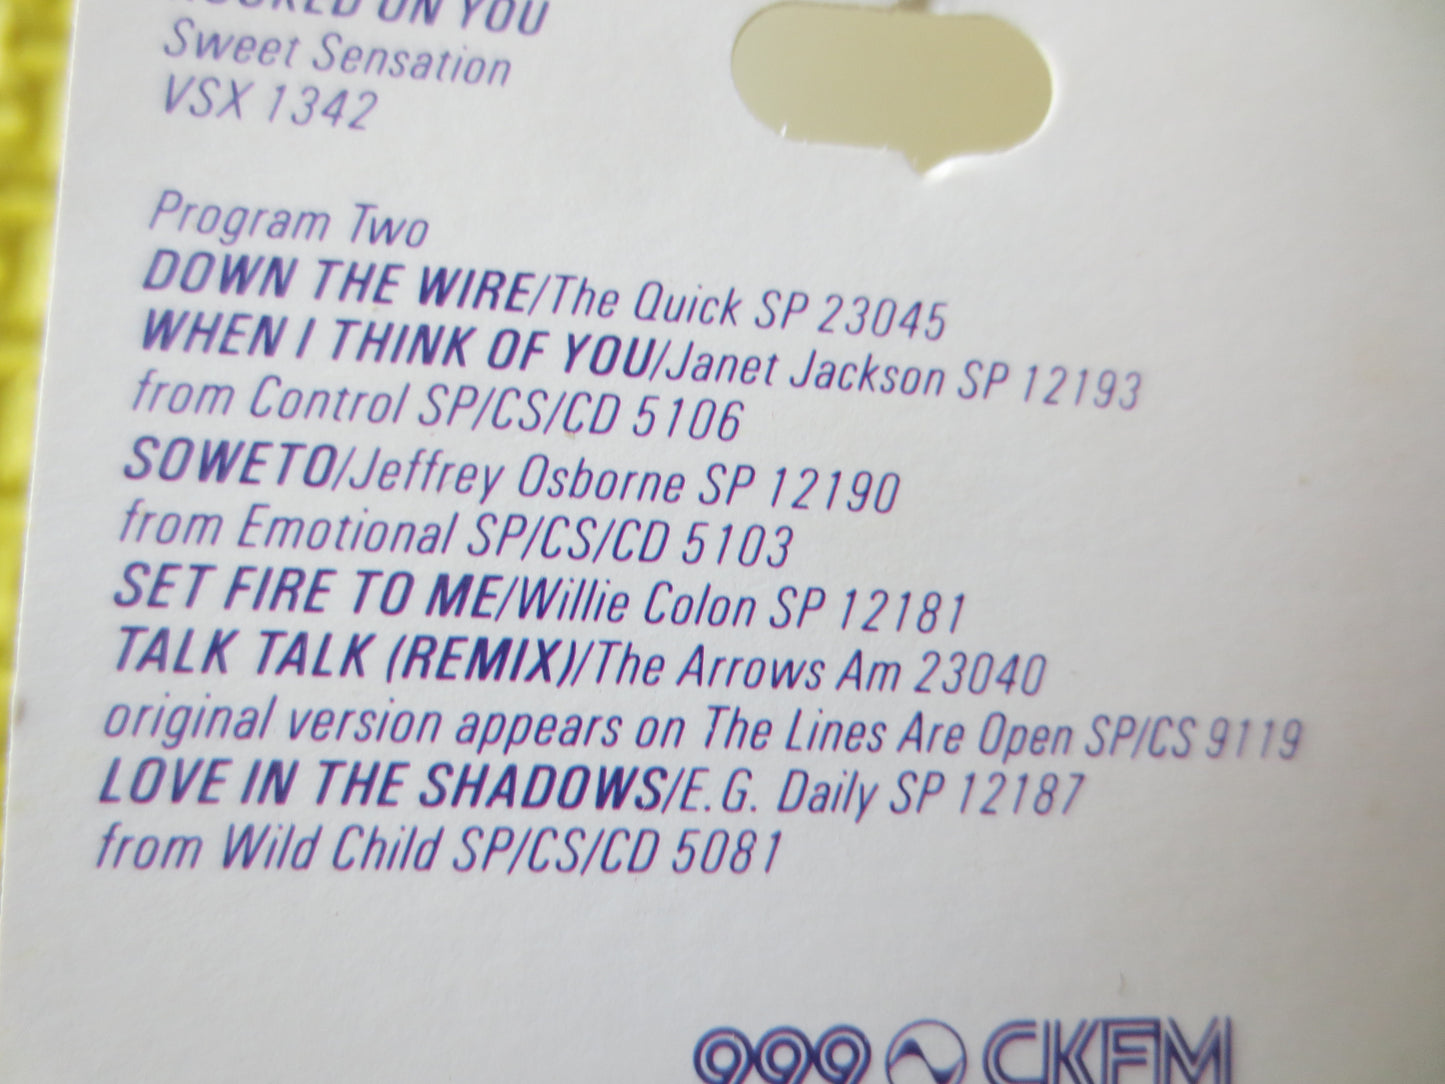 HOOKED ON YOU
Sweet Sensation
VSX 1342
Program Two
DOWN THE WIRE/The Quick SP 23045
WHEN I THINK OF YOU/Janet Jackson SP 12193
from Control SP/CS/CD 5106
SOWETO/Jeffrey Osborne SP 12190
from Emotional SP/CS/CD 5103
SET FIRE TO ME/Willie Colon SP 12181
TALK TALK (REMIX)/The Arrows Am 23040
original version appears on The Lines Are Open SP/CS 9119
LOVE IN THE SHADOWS/E.G. Daily SP 12187
from Wild Child SP/CS/CD 5081
999 CKFM